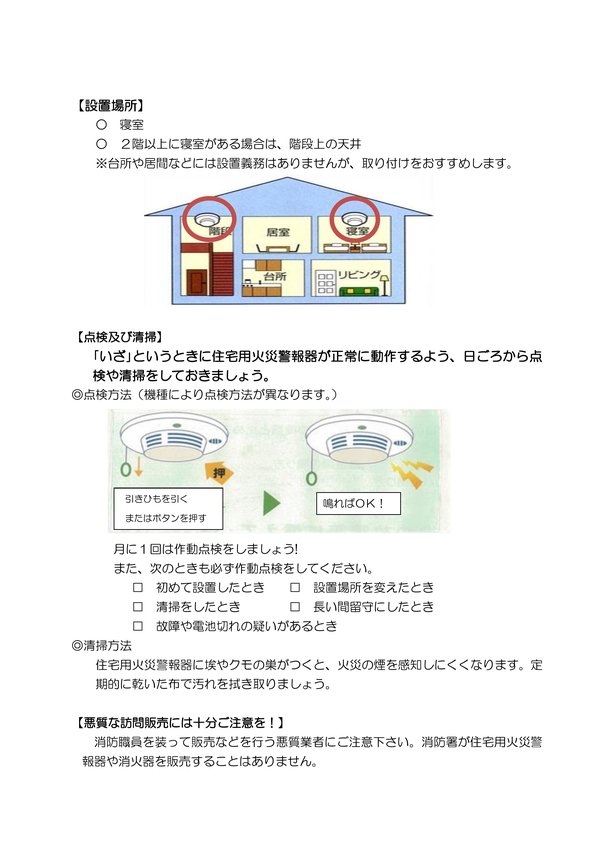 【設置場所】
○　寝室
○　２階以上に寝室がある場合は、階段上の天井
※台所や居間などには設置義務はありませんが、取り付けをおすすめします。
階段
居室
寝室
台所
リビング
【点検及び清掃】
「いざ」というときに住宅用火災警報器が正常に動作するよう、日ごろから点
検や清掃をしておきましょう。
◎点検方法（機種により点検方法が異なります。）
押
引きひもを引く
またはボタンを押す
鳴ればOK！
月に１回は作動点検をしましょう!
また、次のときも必ず作動点検をしてください。
□　初めて設置したとき　　□　設置場所を変えたとき
□　清掃をしたとき　　　　□　長い間留守にしたとき
□　故障や電池切れの疑いがあるとき
◎清掃方法
住宅用火災警報器に埃やクモの巣がつくと、火災の煙を感知しにくくなります。定
期的に乾いた布で汚れを拭き取りましょう。
【悪質な訪問販売には十分ご注意を！】
消防職員を装って販売などを行う悪質業者にご注意下さい。消防署が住宅用火災警
報器や消火器を販売することはありません。